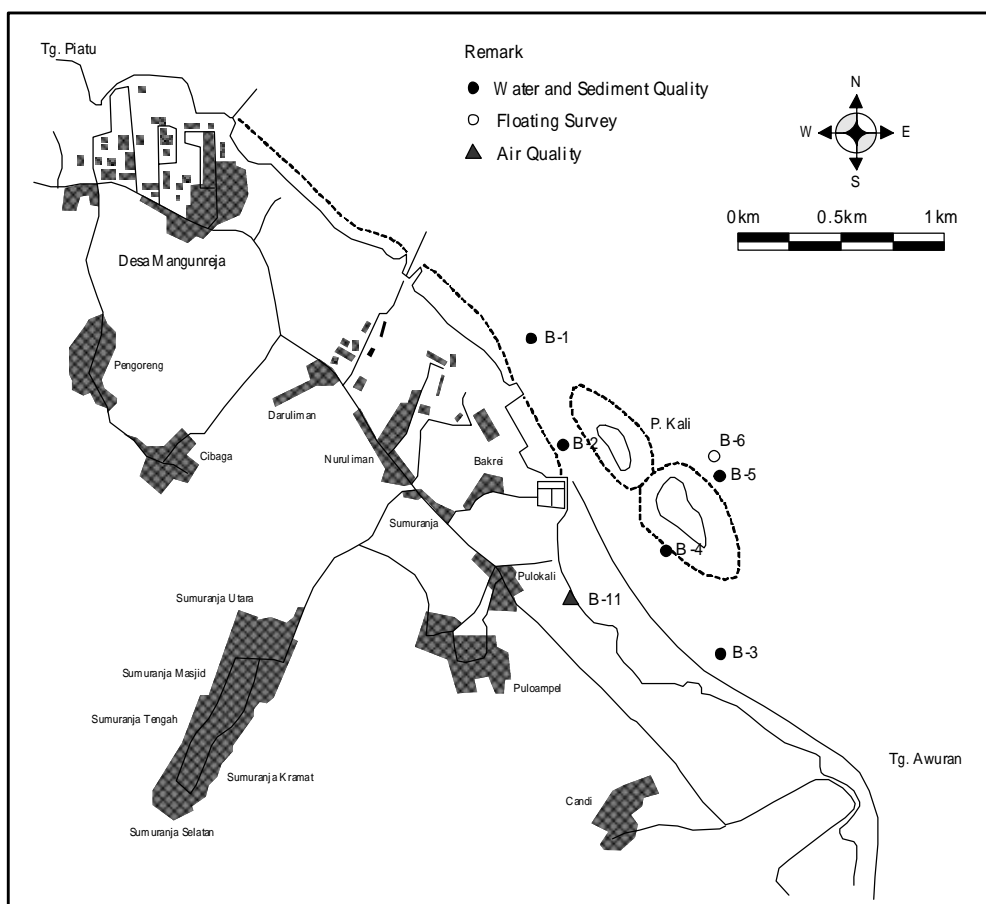 Tg. Piatu
Remark
Water and Sediment Quality
Floating Survey
Air Quality
N
W E
S
0km 0.5km 1km
Desa Mangunreja
B-1
Pengoreng
Daruliman
P. Kali
B-6
B-2
Cibaga
Nuruliman
Bakrei
B-5
Sumuranja
B-4
Pulokali
Sumuranja Utara
B-11
B-3
Sumuranja Masjid
Puloampel
Sumuranja Tengah
Tg. Awuran
Sumuranja Kramat
Candi
Sumuranja Selatan